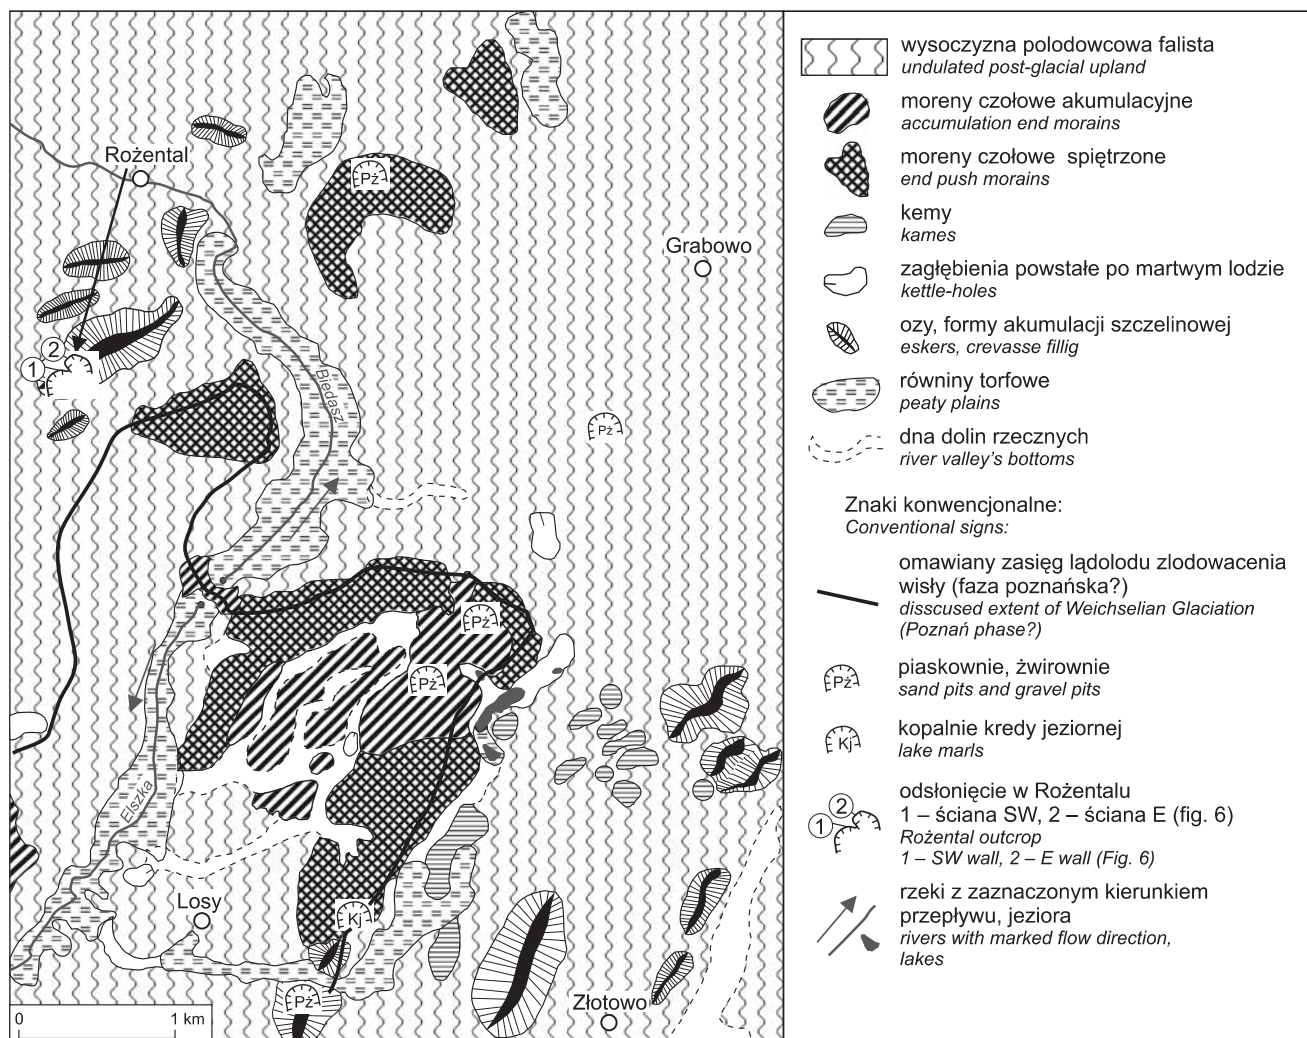 Rożental
Pż
Grabowo
2
1
Biedasz
Pż
Pż
Pż
Elszka
Losy
Kj
Pż
Złotowo
0 1 km
wysoczyzna polodowcowa falista
undulated post-glacial upland
moreny czołowe akumulacyjne
accumulation end morains
moreny czołowe spiętrzone
end push morains
kemy
kames
zagłębienia powstałe po martwym lodzie
kettle-holes
ozy, formy akumulacji szczelinowej
eskers, crevasse fillig
równiny torfowe
peaty plains
dna dolin rzecznych
river valley's bottoms
Znaki konwencjonalne:
Conventional signs:
omawiany zasięg lądolodu zlodowacenia
wisły (faza poznańska?)
disscused extent of Weichselian Glaciation
(Poznań phase?)
Pż
piaskownie, żwirownie
sand pits and gravel pits
Kj
kopalnie kredy jeziornej
lake marls
2
1
odsłonięcie w Rożentalu
1 – ściana SW, 2 – ściana E (fig. 6)
Rożental outcrop
1 – SW wall, 2 – E wall (Fig. 6)
rzeki z zaznaczonym kierunkiem
przepływu, jeziora
rivers with marked flow direction,
lakes